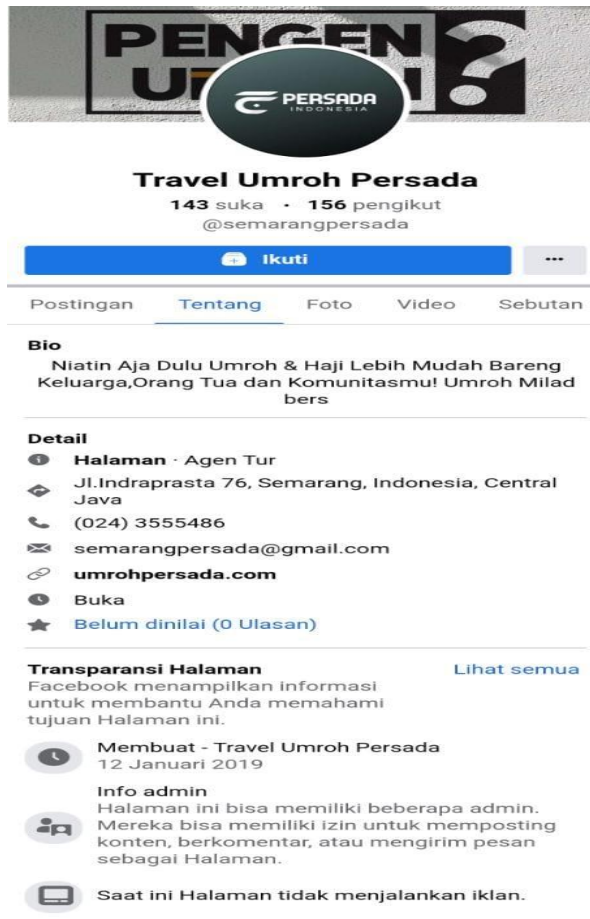 PENGEN
U
?
PERSADA
INDONESIA
Travel Umroh Persada
143 suka · 156 pengikut
@semarangpersada
Ikuti
Postingan Tentang Foto Video Sebutan
Bio
Niatin Aja Dulu Umroh & Haji Lebih Mudah Bareng
Keluarga,Orang Tua dan Komunitasmu! Umroh Milad
bers
Detail
Halaman · Agen Tur
Jl.Indraprasta 76, Semarang, Indonesia, Central
Java
(024) 3555486
semarangpersada@gmail.com
umrohpersada.com
Buka
Belum dinilai (0 Ulasan)
Transparansi Halaman Lihat semua
Facebook menampilkan informasi
untuk membantu Anda memahami
tujuan Halaman ini.
Membuat - Travel Umroh Persada
12 Januari 2019
Info admin
Halaman ini bisa memiliki beberapa admin.
Mereka bisa memiliki izin untuk memposting
konten, berkomentar, atau mengirim pesan
sebagai Halaman.
Saat ini Halaman tidak menjalankan iklan.